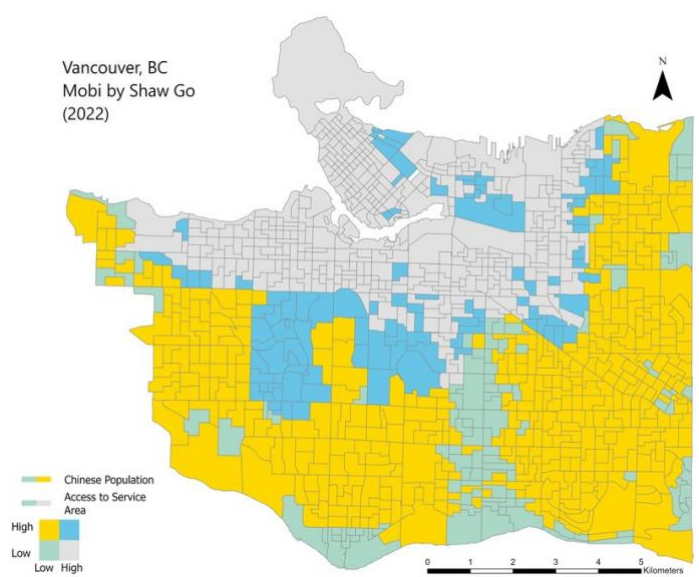 Vancouver, BC
Mobi by Shaw Go
(2022)
N
Chinese Population
Access to Service
Area
High
Low
Low High
0 1 2 3 4 5
Kilometers